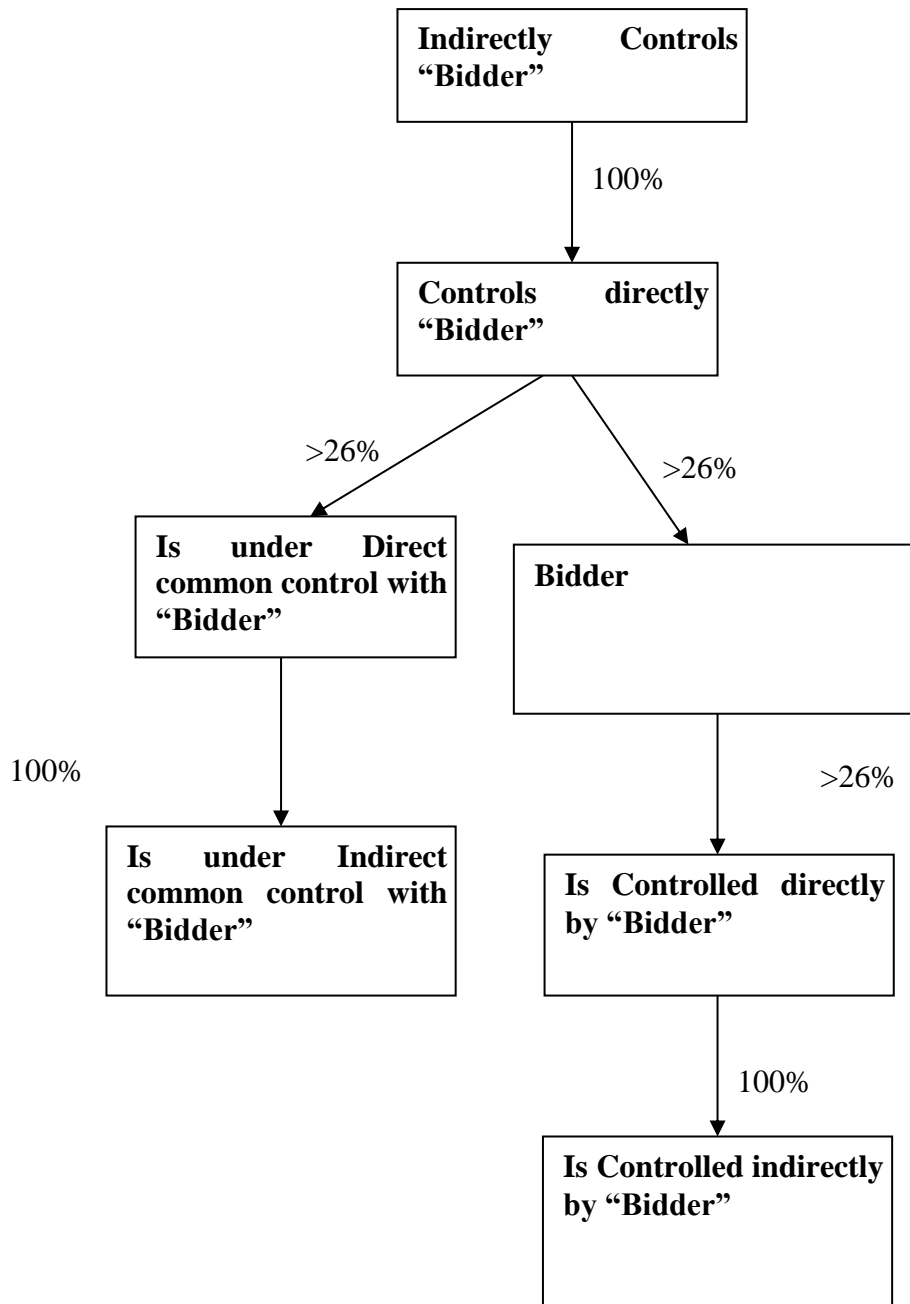 Indirectly Controls
“Bidder”
100%
Controls directly
“Bidder”
>26%
>26%
Is under Direct
common control with
“Bidder”
Bidder
100%
>26%
Is under Indirect
common control with
“Bidder”
Is Controlled directly
by “Bidder”
100%
Is Controlled indirectly
by “Bidder”